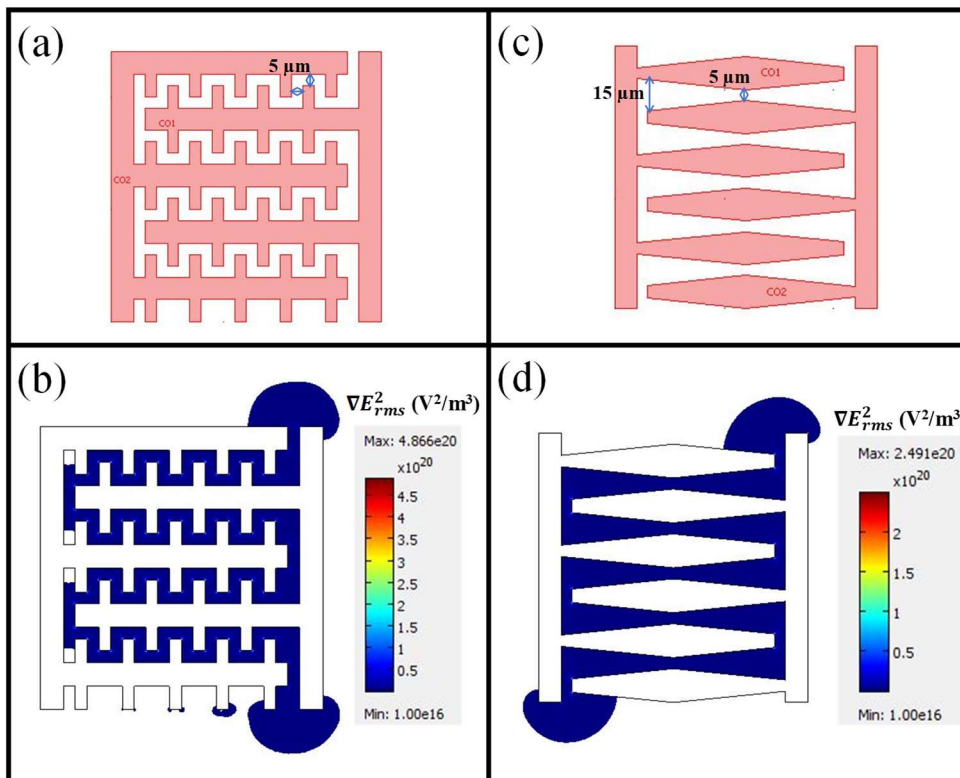 (a)
5 µm
CO1
CO2
(c)
CO1
5 µm
15 µm
CO2
(b)
∇E²rms (V²/m³)
Max: 4.866e20
x10²⁰
4.5
4
3.5
3
2.5
2
1.5
1
0.5
Min: 1.00e16
(d)
∇E²rms (V²/m³)
Max: 2.491e20
x10²⁰
2
1.5
1
0.5
Min: 1.00e16